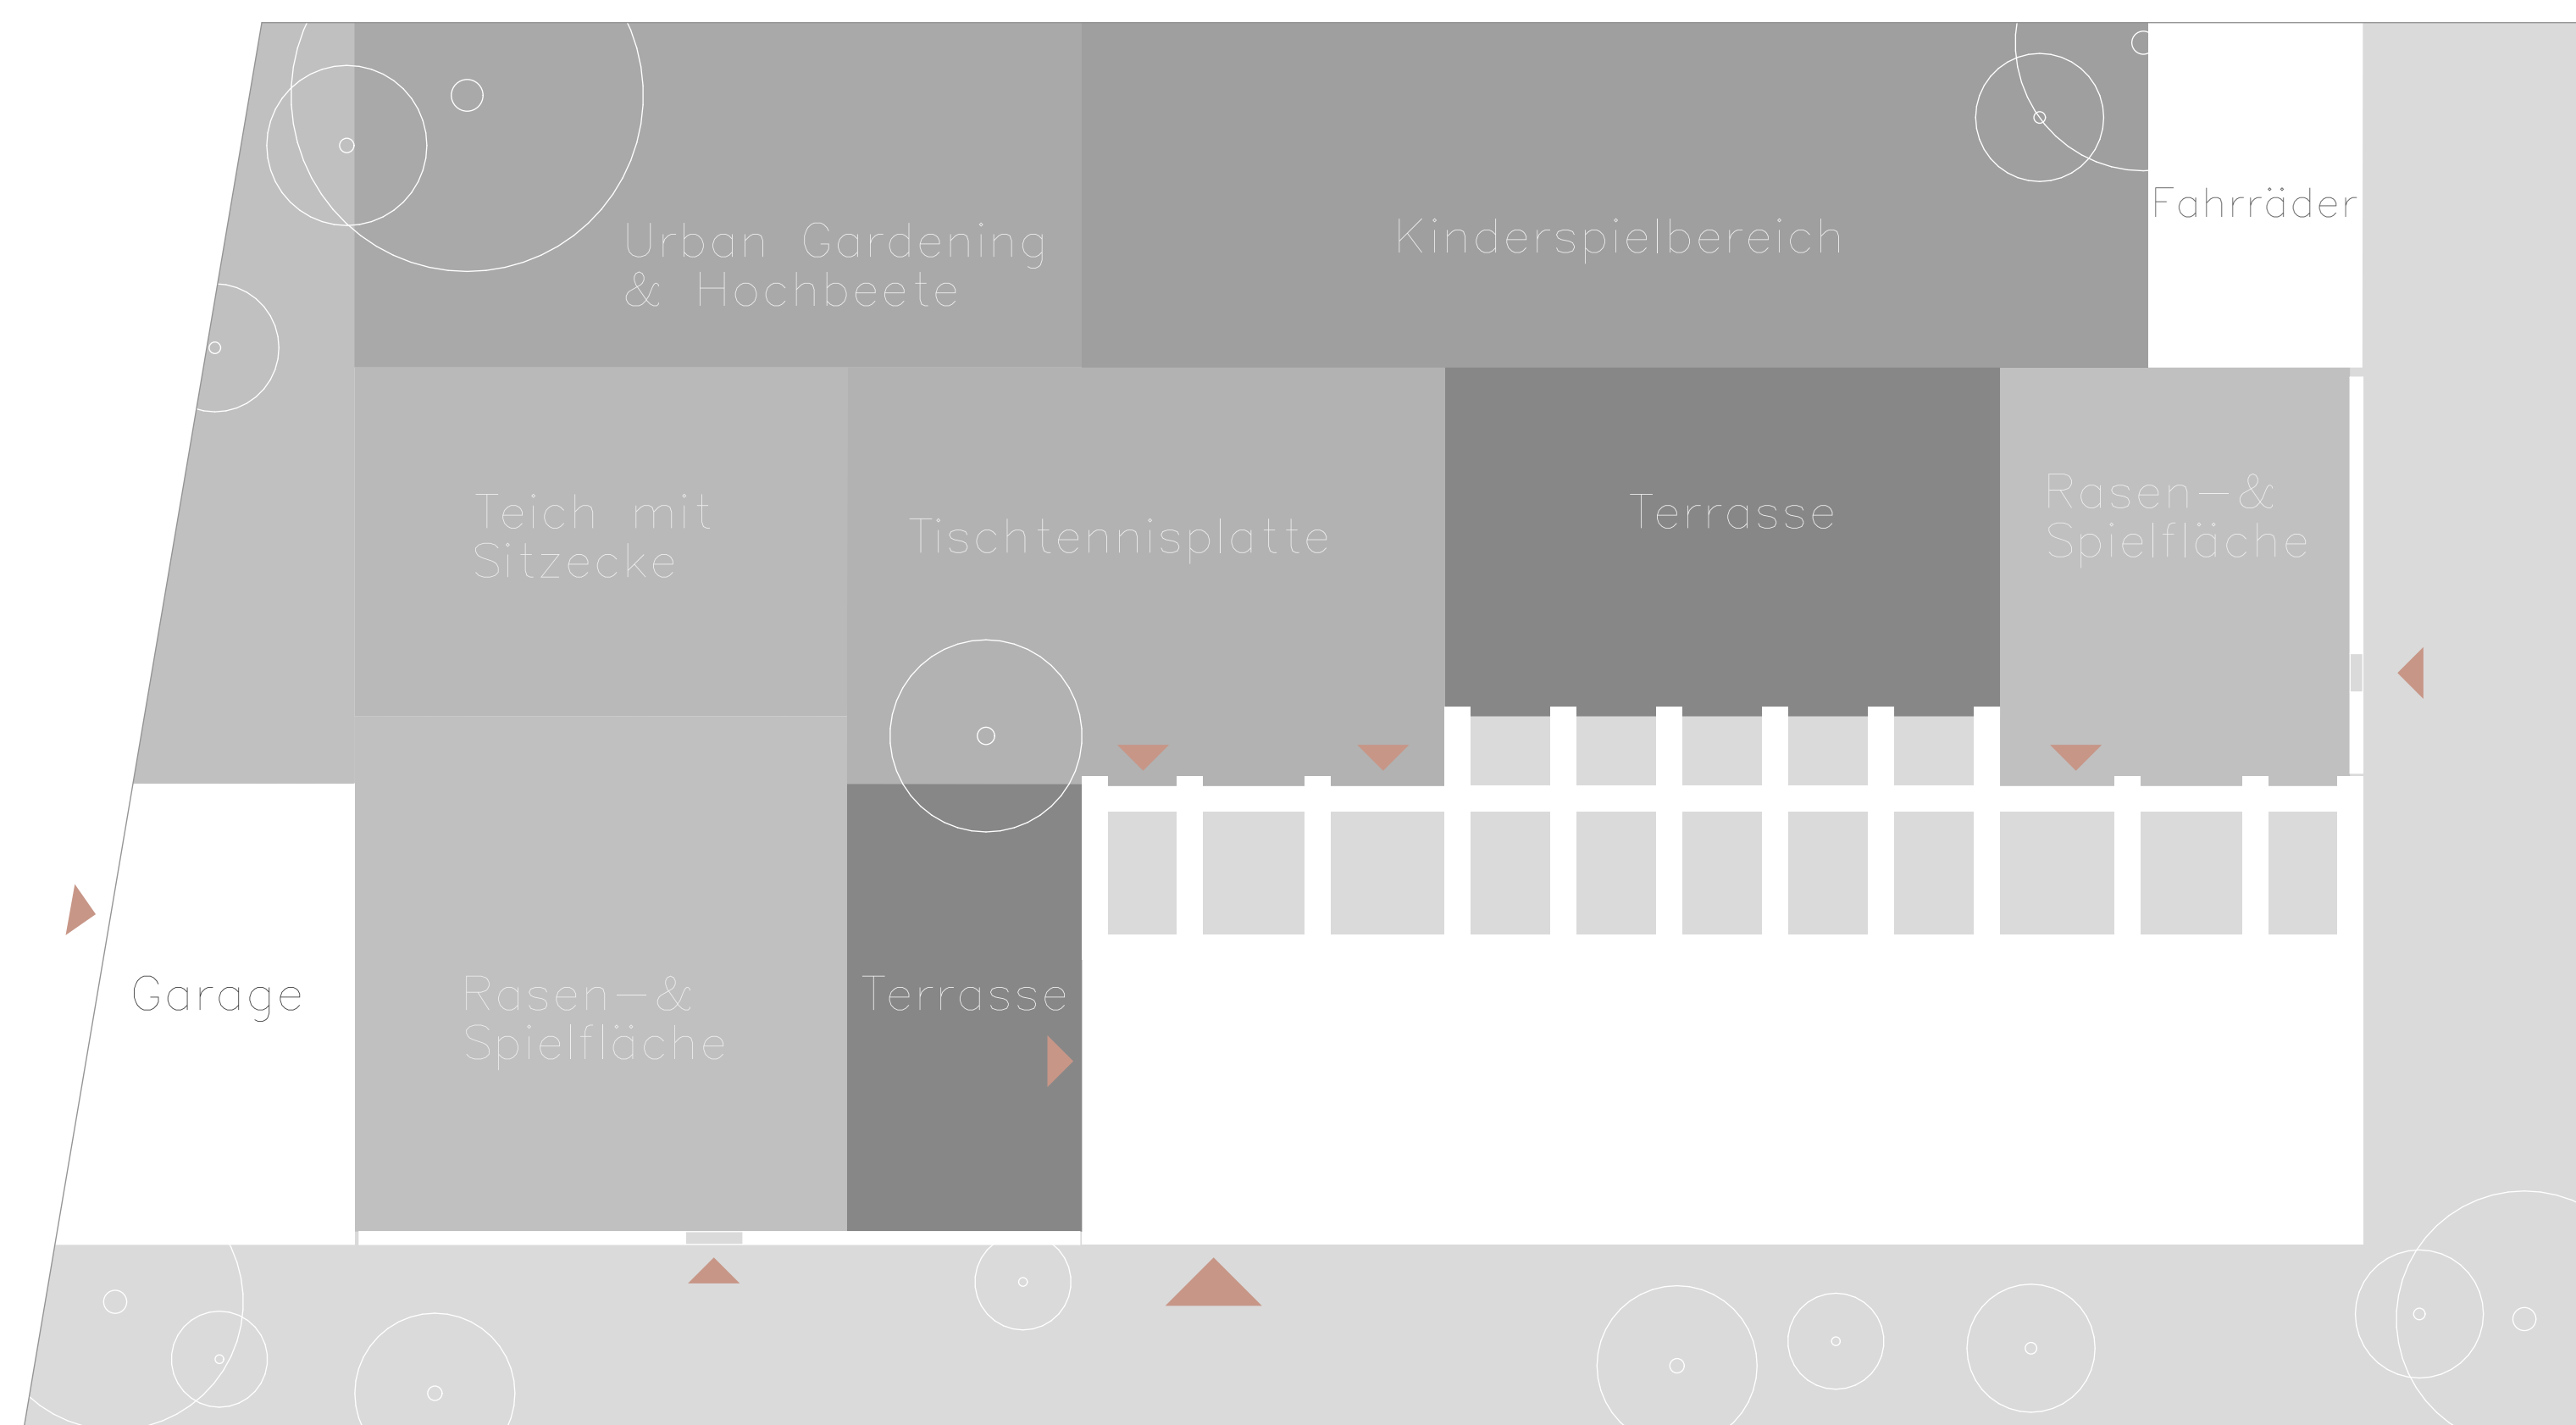 Fahrräder
Urban Gardening
& Hochbeete
Kinderspielbereich
Teich mit
Sitzecke
Tischtennisplatte
Terrasse
Rasen-&
Spielfläche
Garage
Rasen-&
Spielfläche
Terrasse